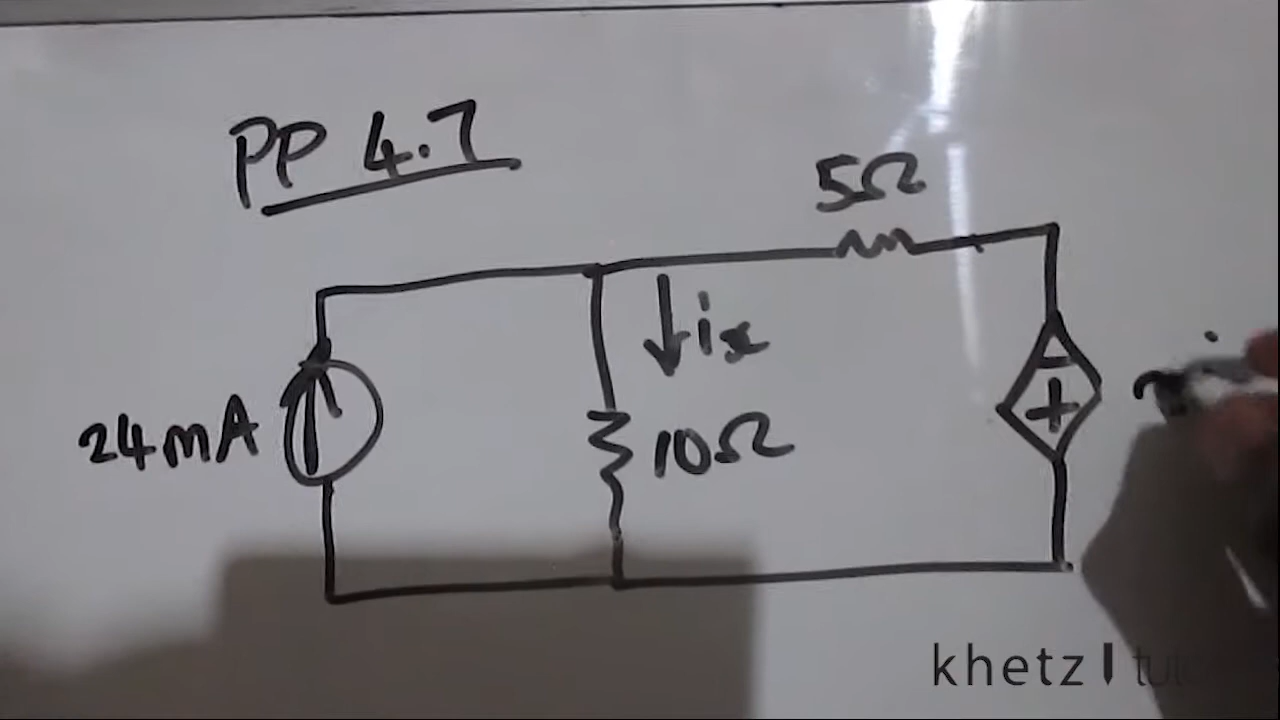 PP 4.7
5Ω
ix
24mA
10Ω
−
+
khetz